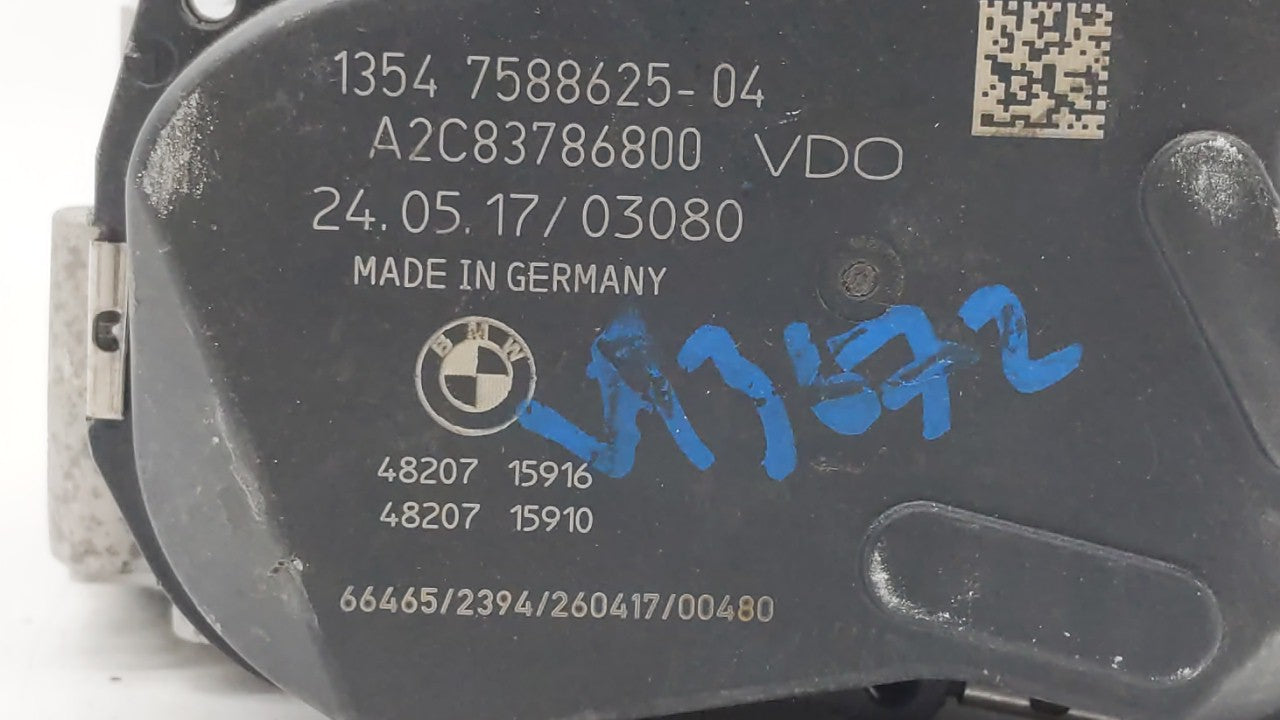 1354 7588625-04
A2C83786800 VDO
24.05.17/03080
MADE IN GERMANY
BMW
48207 15916
48207 15910
66465/2394/260417/00480